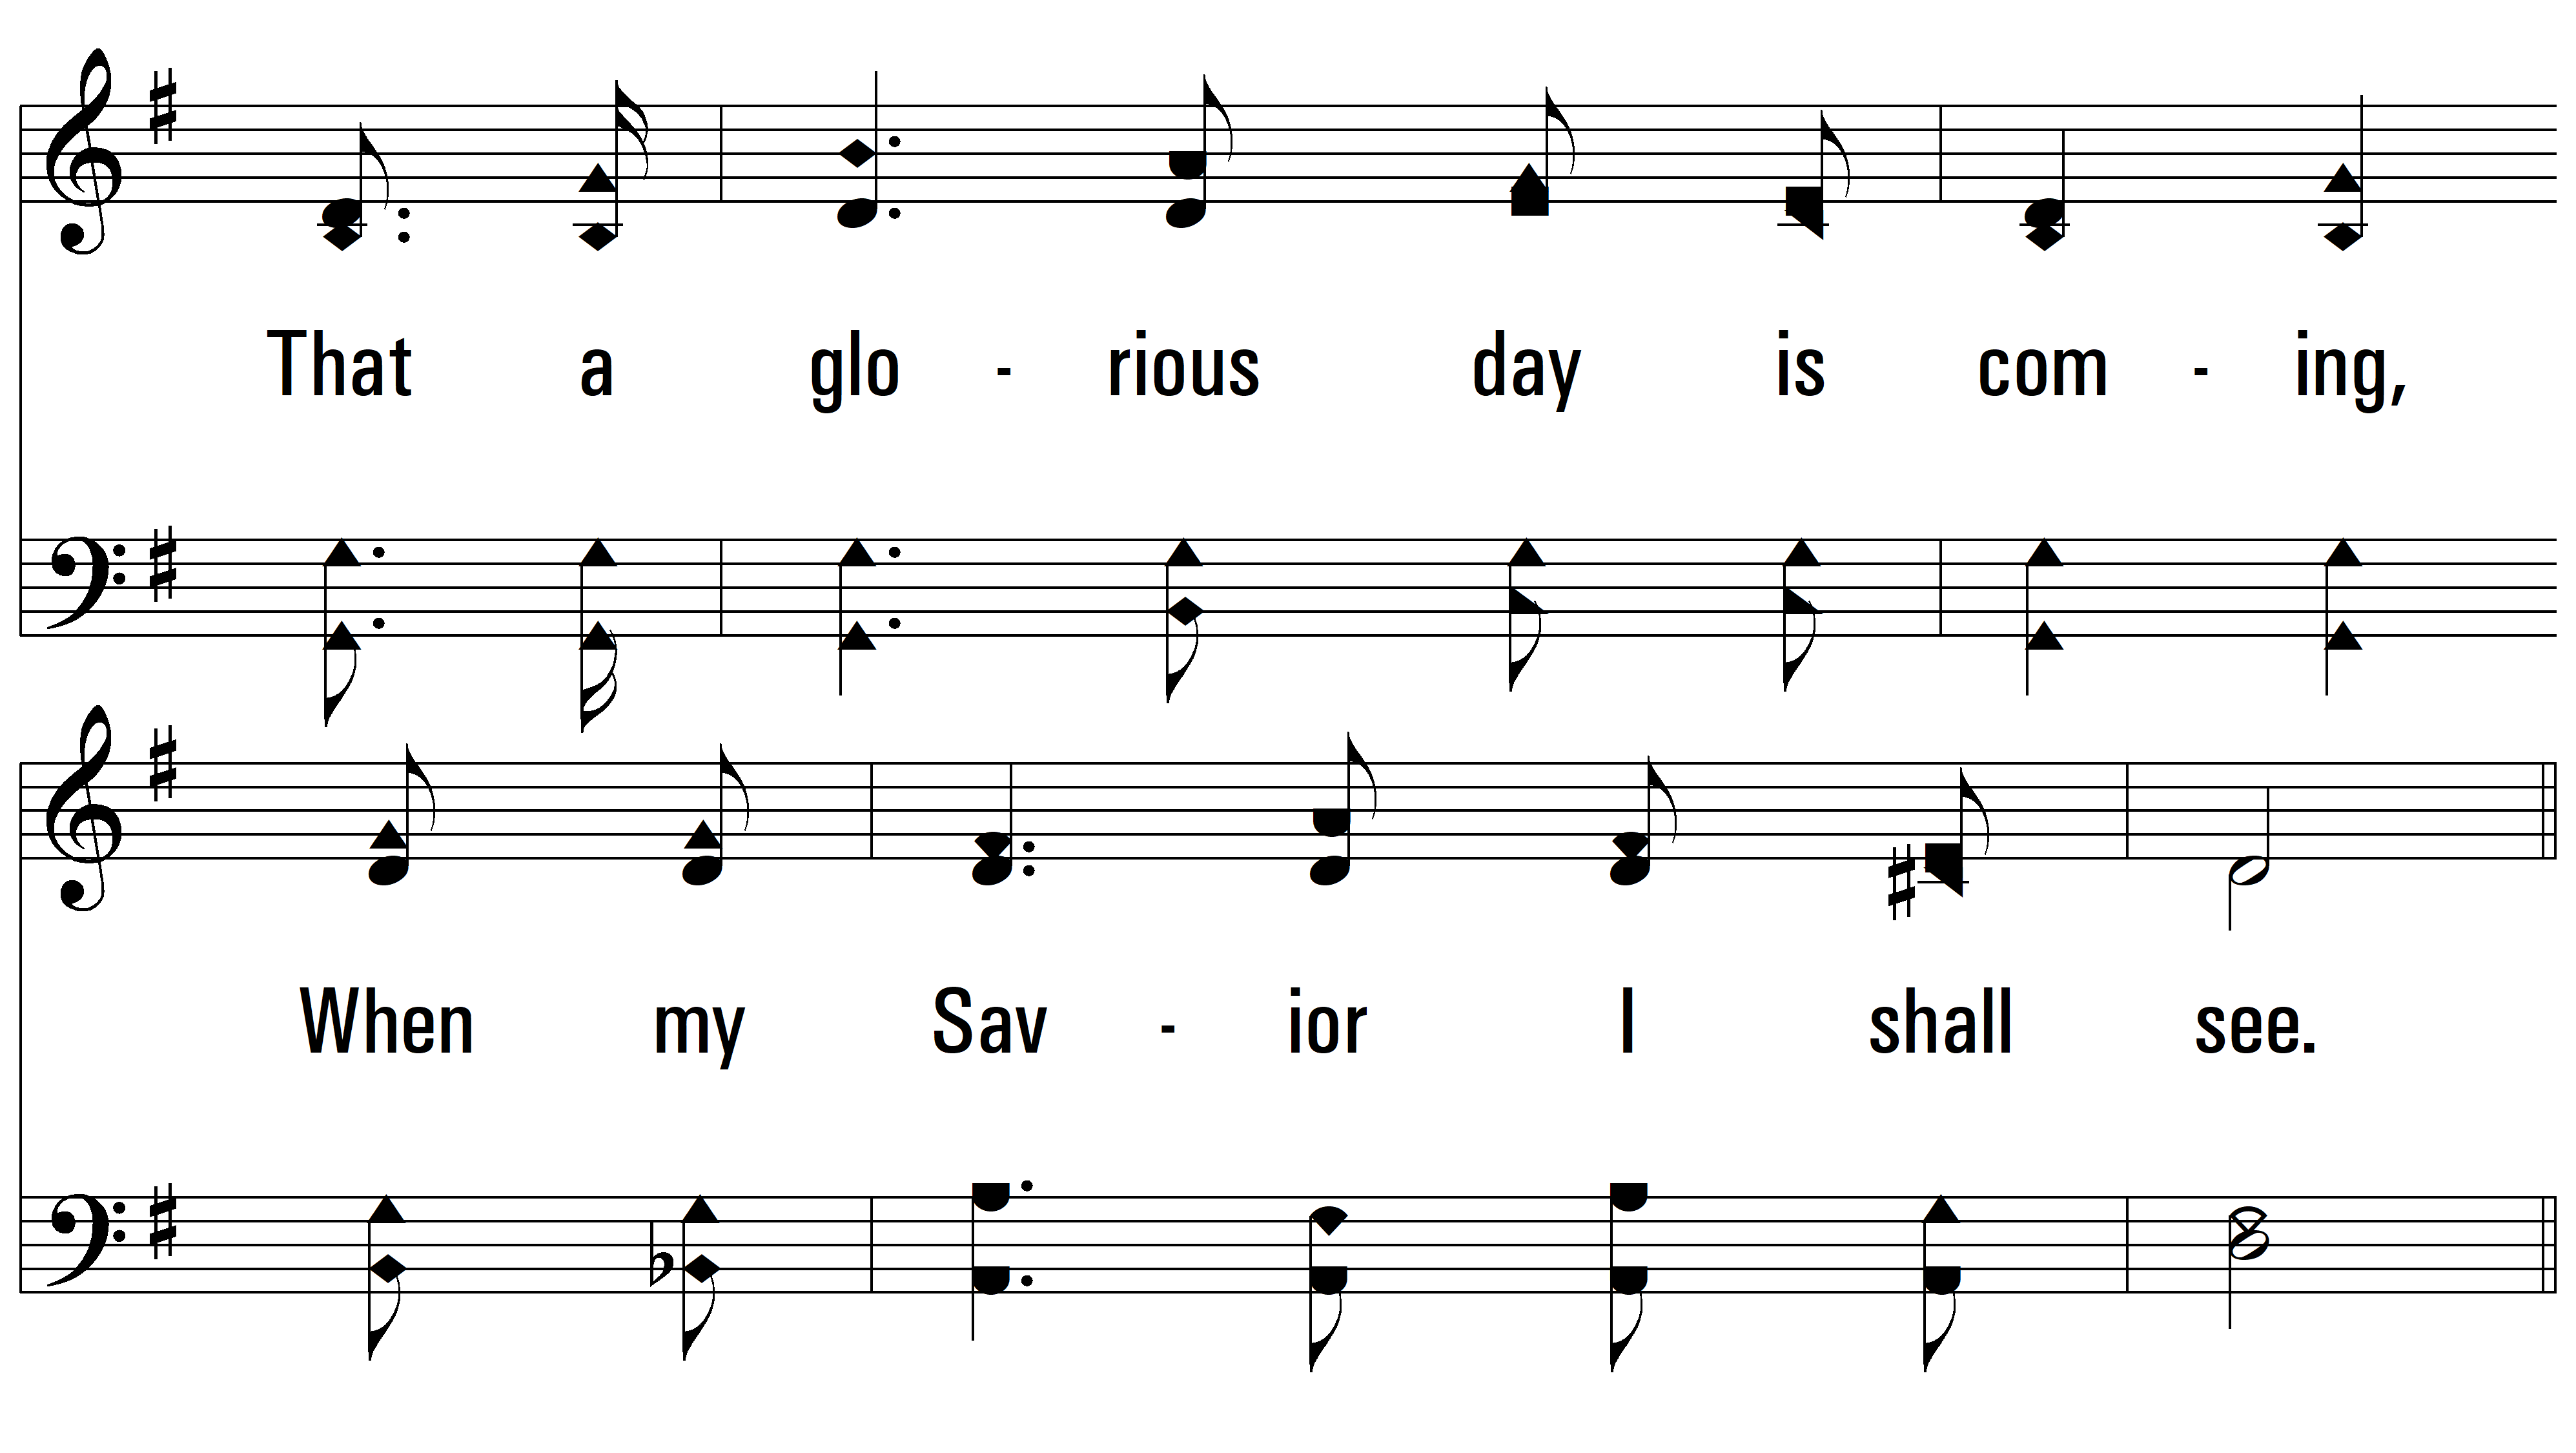 That a glo - rious day is com - ing,
When my Sav - ior I shall see.